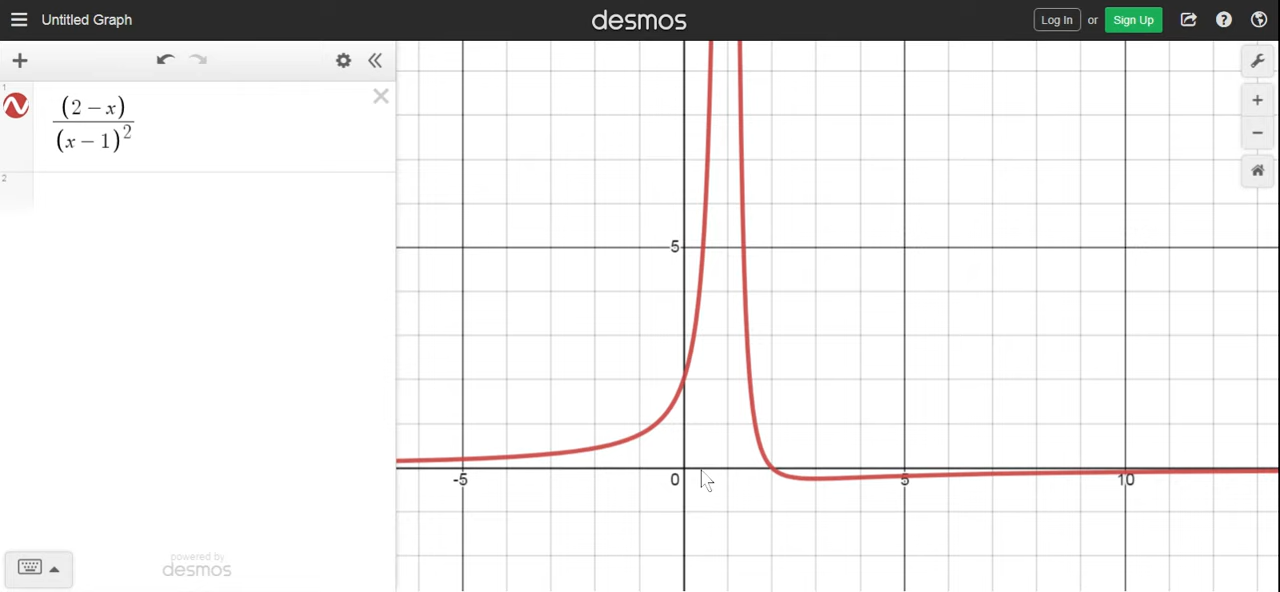 Untitled Graph
desmos
Log In or Sign Up
1
(2 − x)
(x − 1)²
2
powered by
desmos
5
-5
0
5
10